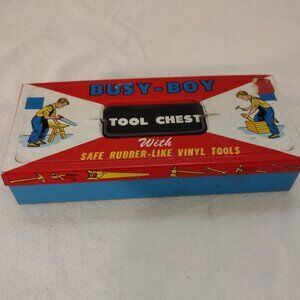 BUSY-BOY
TOOL CHEST
With
SAFE RUBBER-LIKE VINYL TOOLS